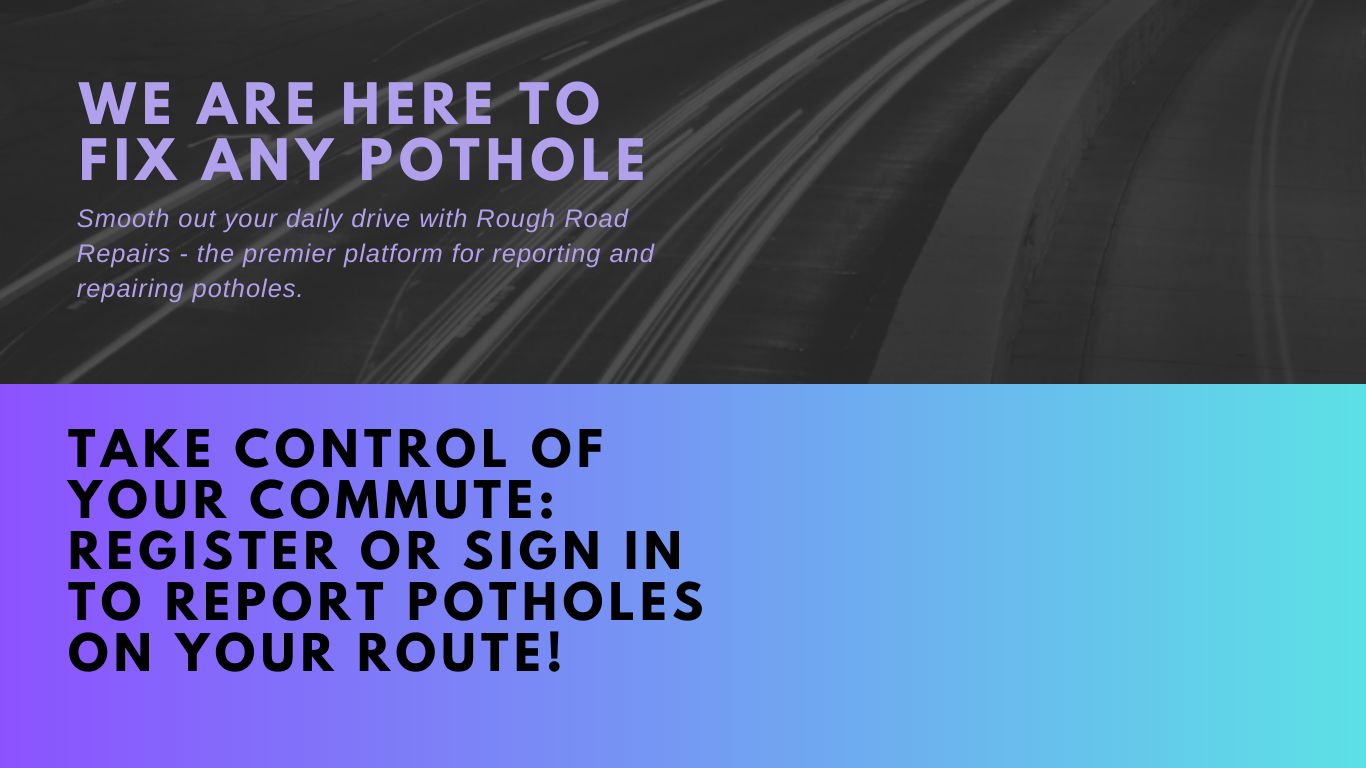 WE ARE HERE TO
FIX ANY POTHOLE
Smooth out your daily drive with Rough Road
Repairs - the premier platform for reporting and
repairing potholes.
TAKE CONTROL OF
YOUR COMMUTE:
REGISTER OR SIGN IN
TO REPORT POTHOLES
ON YOUR ROUTE!